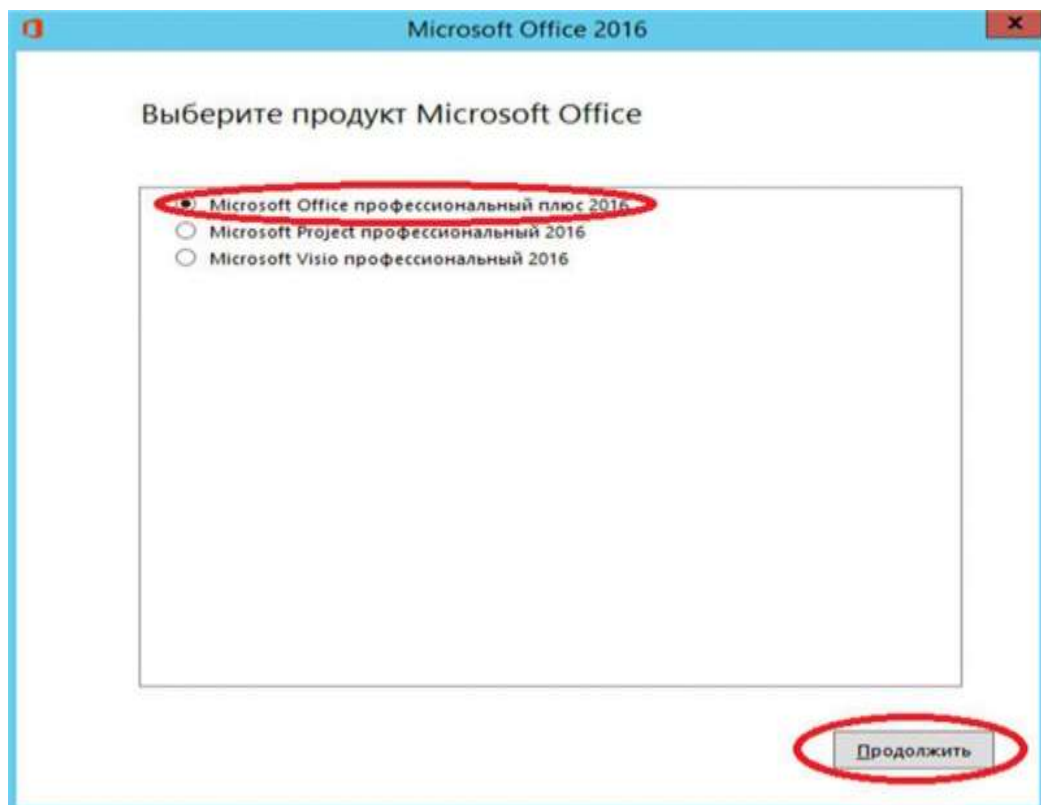 Microsoft Office 2016
Выберите продукт Microsoft Office
Microsoft Office профессиональный плюс 2016
Microsoft Project профессиональный 2016
Microsoft Visio профессиональный 2016
Продолжить